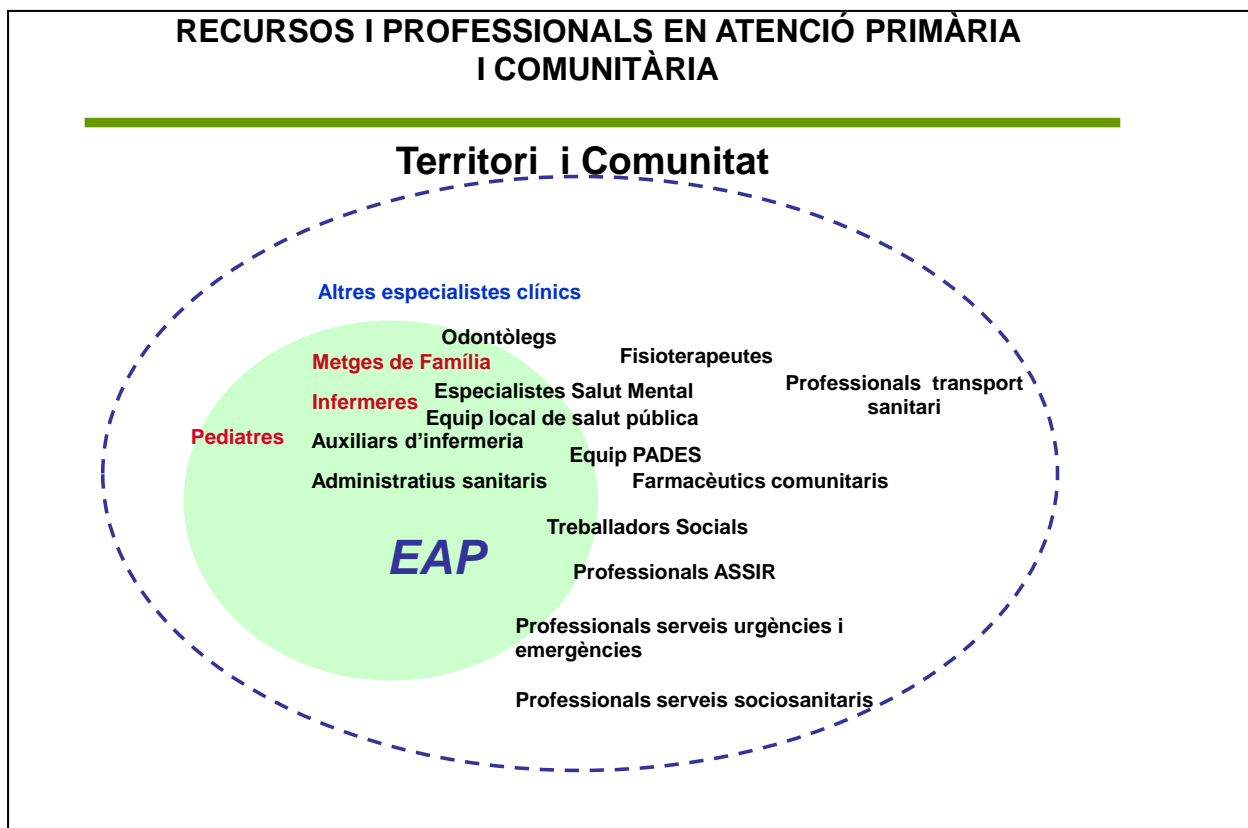 RECURSOS I PROFESSIONALS EN ATENCIÓ PRIMÀRIA
I COMUNITÀRIA
Territori i Comunitat
Altres especialistes clínics
Odontòlegs
Fisioterapeutes
Metges de Família
Professionals transport
sanitari
Especialistes Salut Mental
Infermeres
Equip local de salut pública
Pediatres
Auxiliars d’infermeria
Equip PADES
Administratius sanitaris
Farmacèutics comunitaris
Treballadors Socials
EAP
Professionals ASSIR
Professionals serveis urgències i
emergències
Professionals serveis sociosanitaris